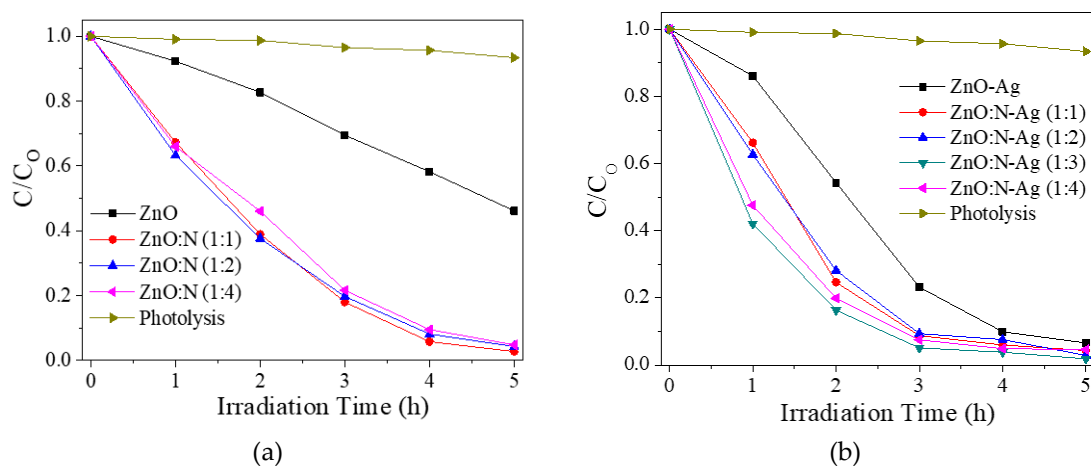 (a)
C/C_O
1.0
0.8
0.6
0.4
0.2
0.0
ZnO
ZnO:N (1:1)
ZnO:N (1:2)
ZnO:N (1:4)
Photolysis
0 1 2 3 4 5
Irradiation Time (h)
(b)
C/C_O
1.0
0.8
0.6
0.4
0.2
0.0
ZnO-Ag
ZnO:N-Ag (1:1)
ZnO:N-Ag (1:2)
ZnO:N-Ag (1:3)
ZnO:N-Ag (1:4)
Photolysis
0 1 2 3 4 5
Irradiation Time (h)